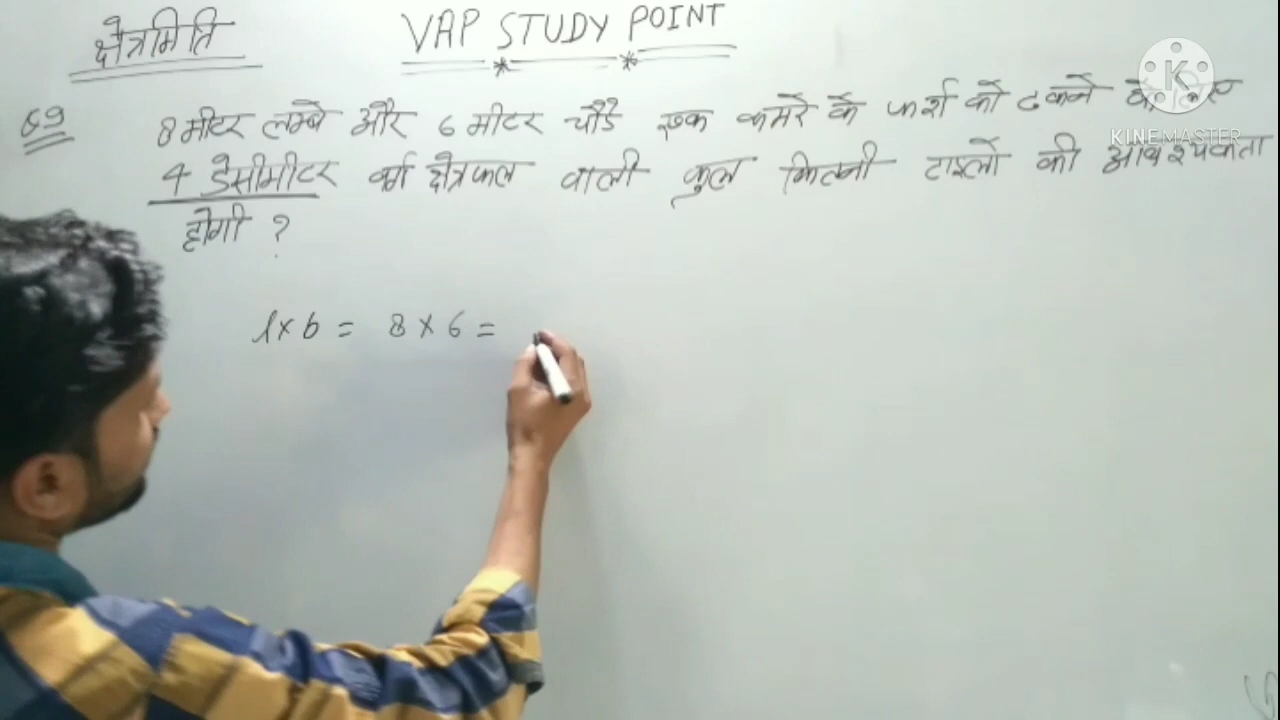 क्षेत्रमिति
VAP STUDY POINT
69 8 मीटर लम्बे और 6 मीटर चौडे एक कमरे के फर्श को ढकने के लिए
4 डेसीमीटर वर्ग क्षेत्रफल वाली कुल कितनी टाइलों की आवश्यकता
होगी ?
l × b = 8 × 6 =
K
KINEMASTER